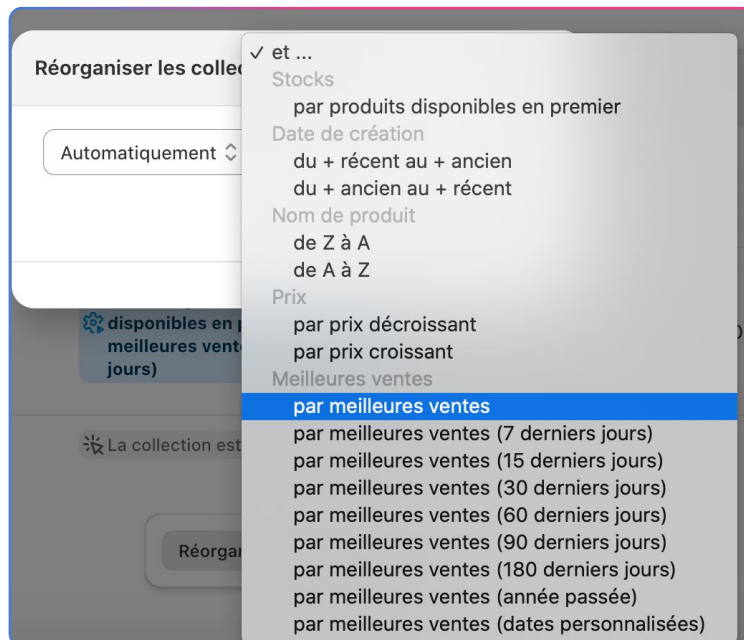 ✓ et ...
Réorganiser les collec
Stocks
par produits disponibles en premier
Date de création
Automatiquement
du + récent au + ancien
du + ancien au + récent
Nom de produit
de Z à A
de A à Z
Prix
disponibles en p
par prix décroissant
meilleures vent
par prix croissant
jours)
Meilleures ventes
par meilleures ventes
par meilleures ventes (7 derniers jours)
La collection est
par meilleures ventes (15 derniers jours)
par meilleures ventes (30 derniers jours)
par meilleures ventes (60 derniers jours)
Réorgan
par meilleures ventes (90 derniers jours)
par meilleures ventes (180 derniers jours)
par meilleures ventes (année passée)
par meilleures ventes (dates personnalisées)